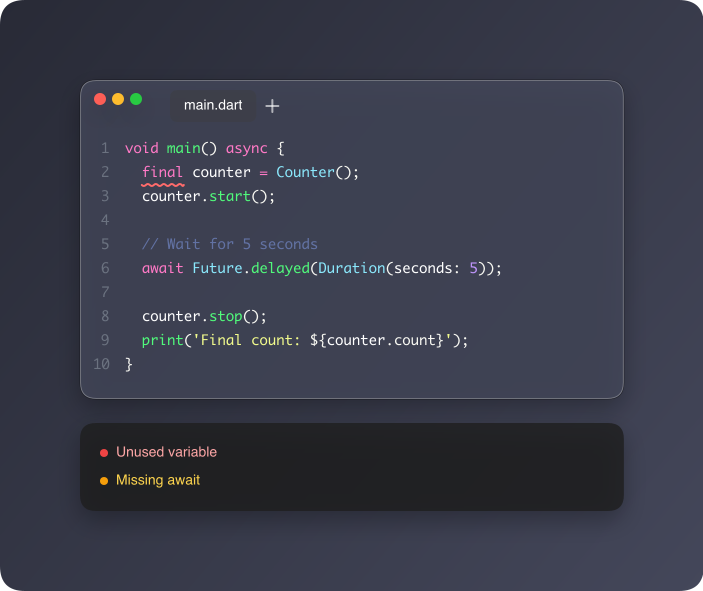 main.dart +
1 void main() async {
2 final counter = Counter();
3 counter.start();
4
5 // Wait for 5 seconds
6 await Future.delayed(Duration(seconds: 5));
7
8 counter.stop();
9 print('Final count: ${counter.count}');
10 }
Unused variable
Missing await